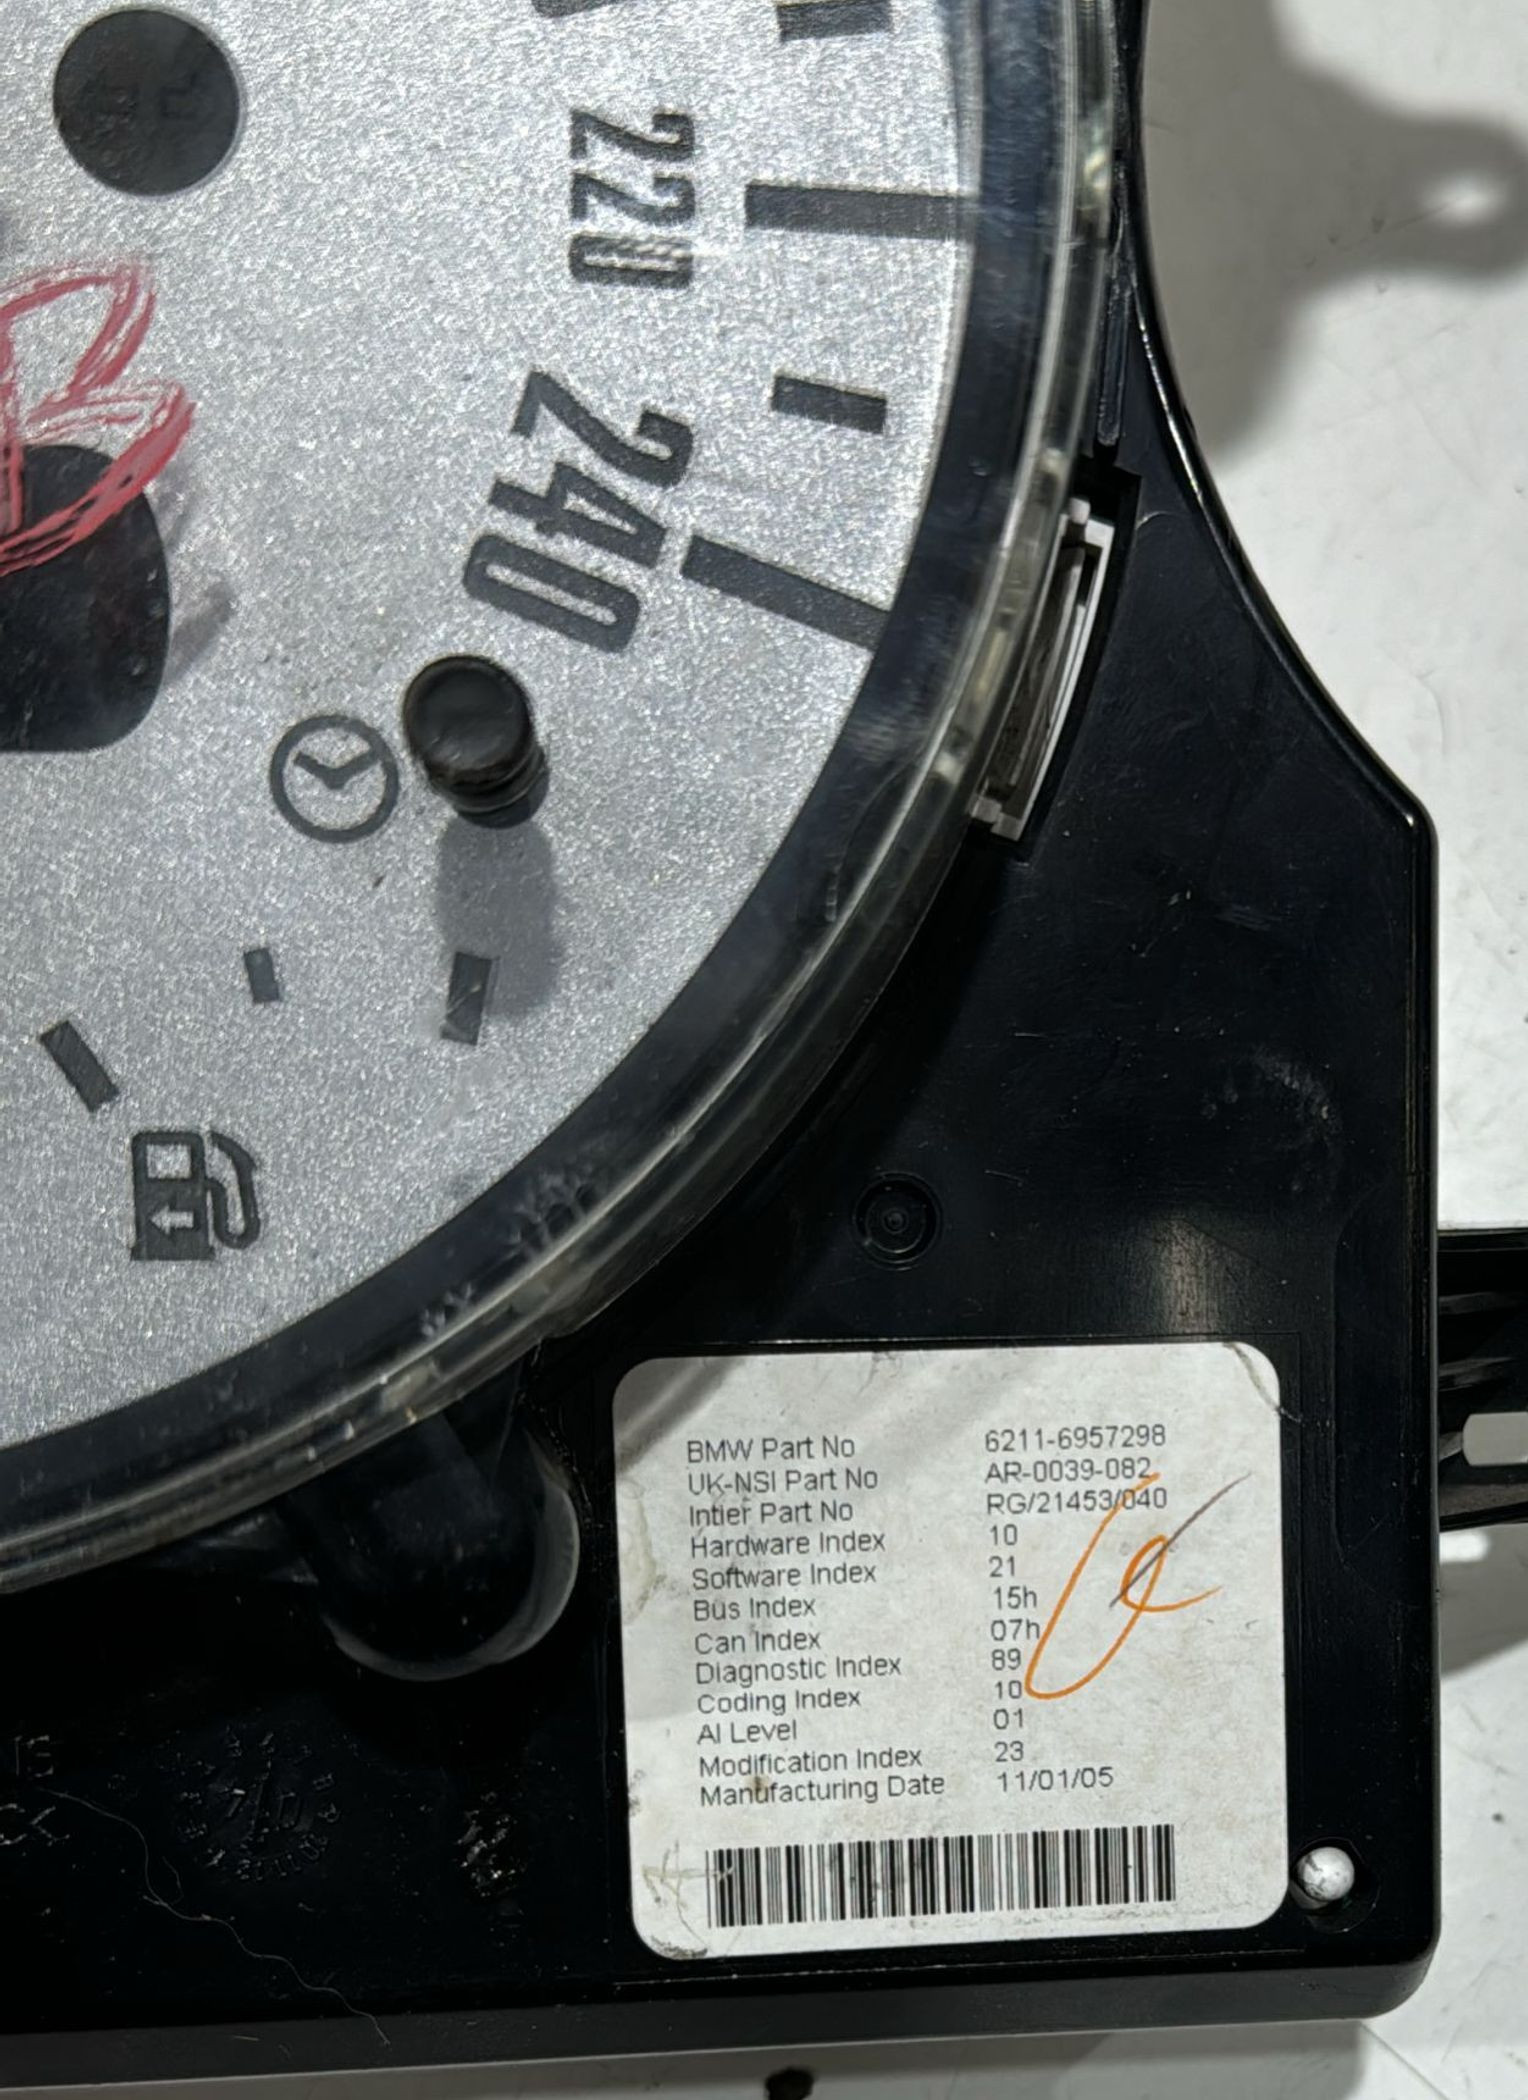 220
240
BMW Part No 6211-6957298
UK-NSI Part No AR-0039-082
Intier Part No RG/21453/040
Hardware Index 10
Software Index 21
Bus Index 15h
Can Index 07h
Diagnostic Index 89
Coding Index 10
AI Level 01
Modification Index 23
Manufacturing Date 11/01/05